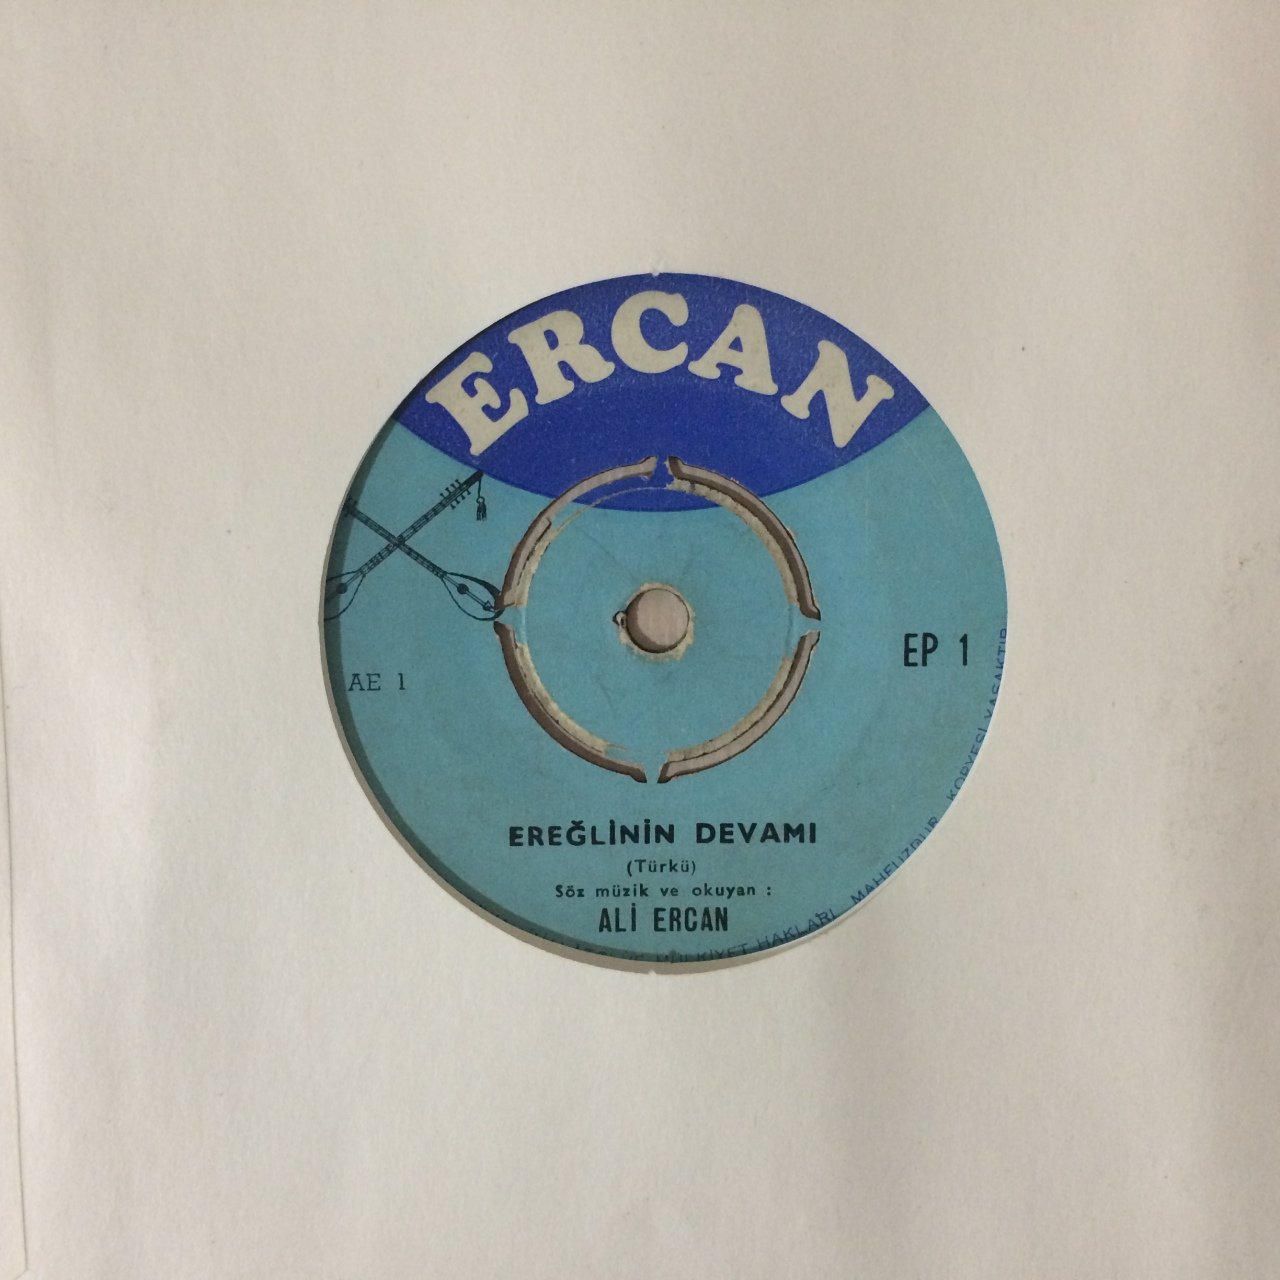 ERCAN
EP 1
AE 1
EREĞLİNİN DEVAMI
(Türkü)
Söz müzik ve okuyan :
ALİ ERCAN
MÜLKİYET HAKLARI MAHFUZDUR KOPYESİ YASAKTIR